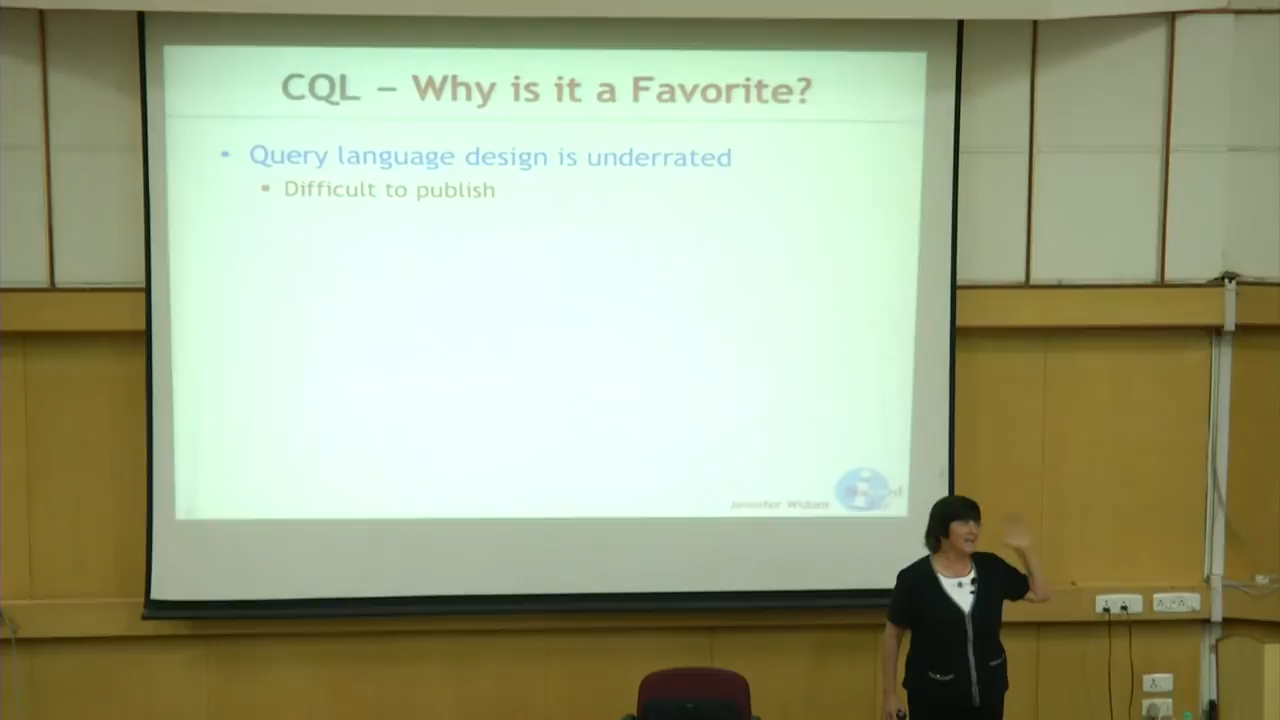 CQL – Why is it a Favorite?
• Query language design is underrated
▪ Difficult to publish
Jennifer Widom